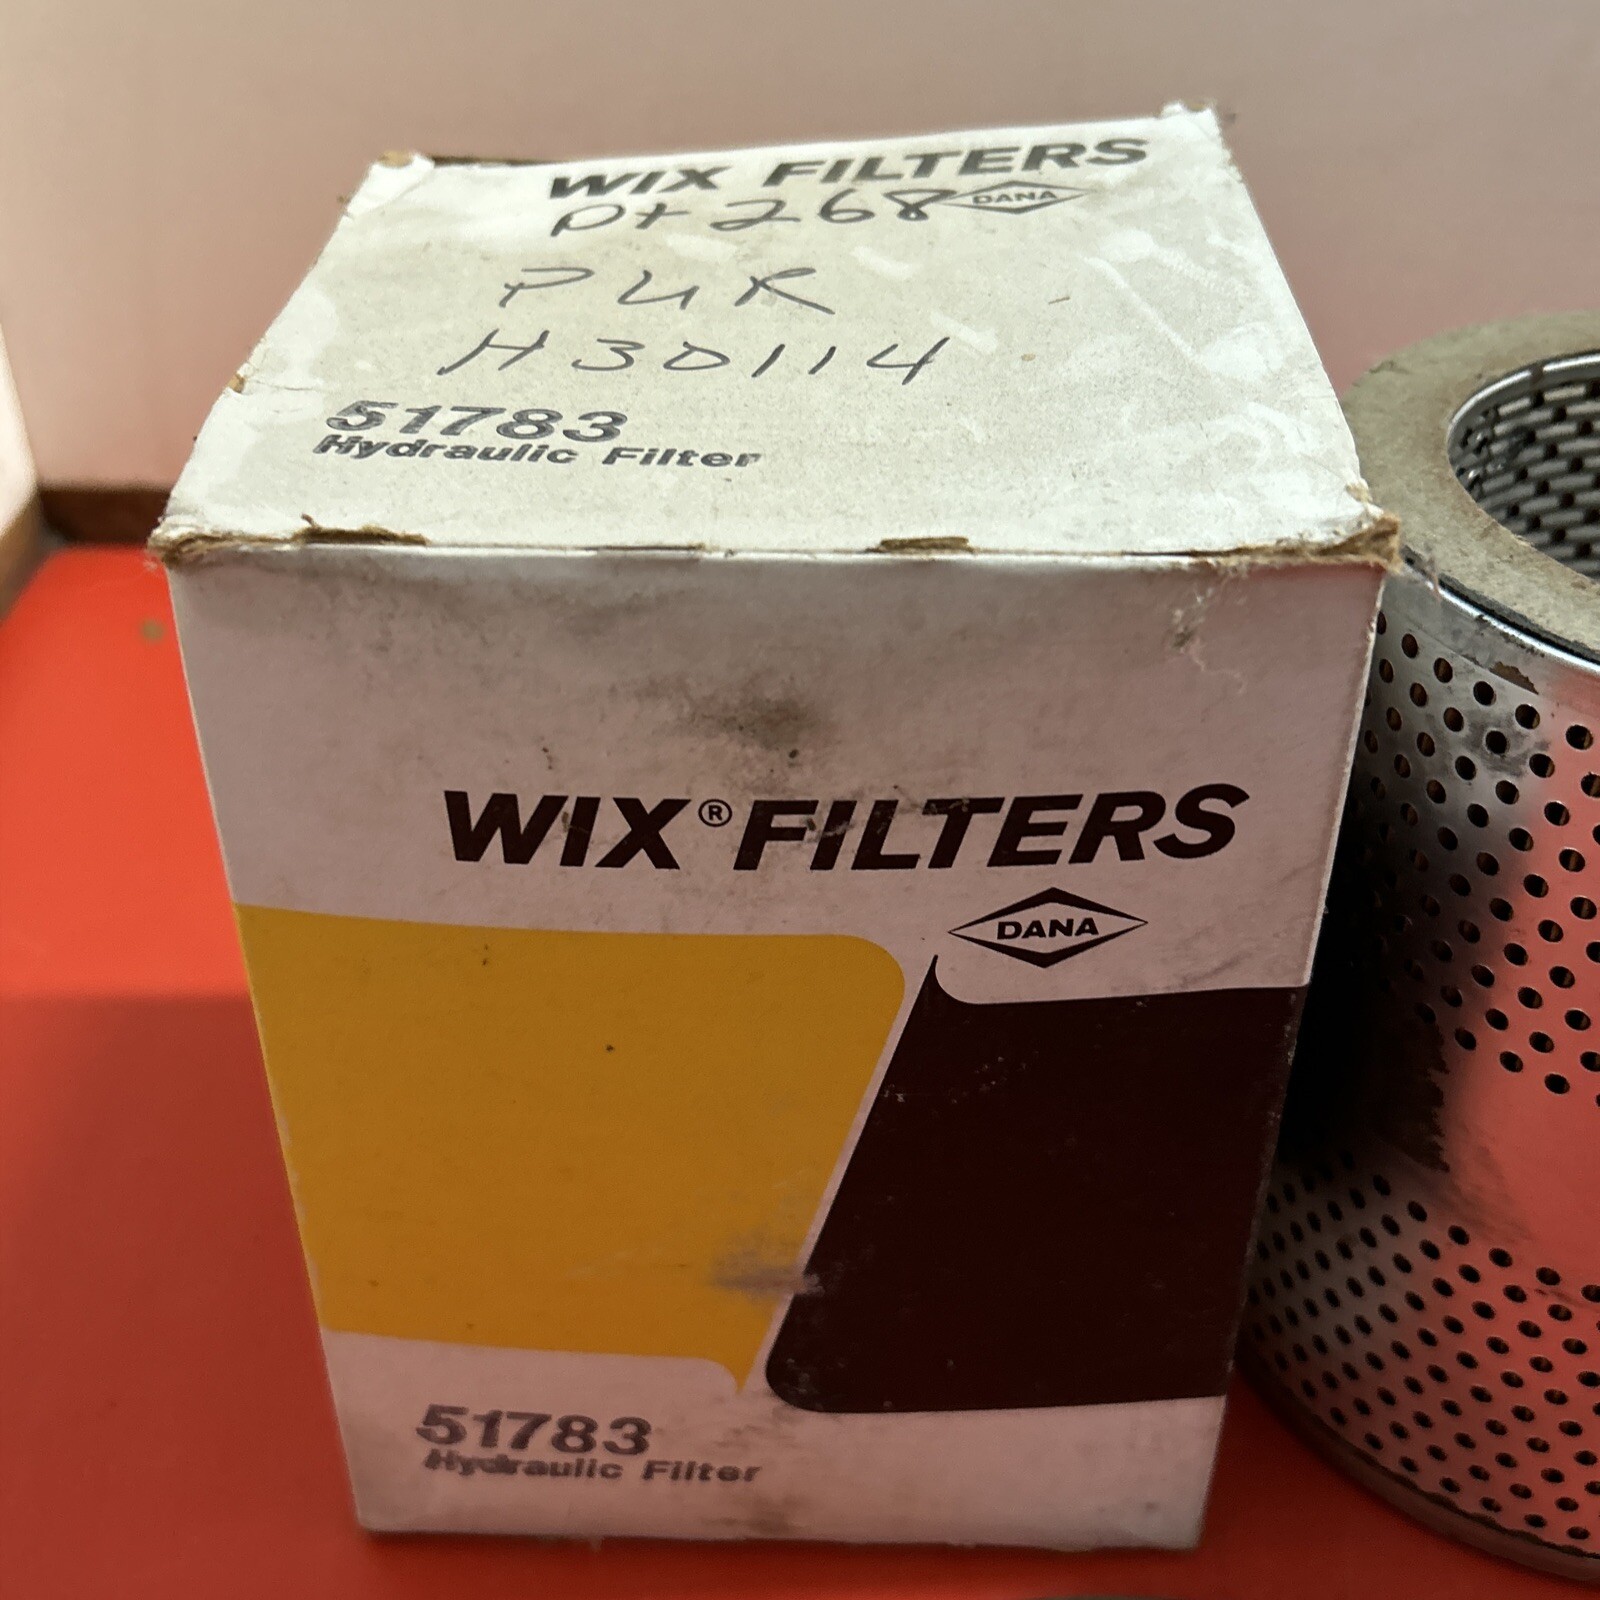 WIX FILTERS
DANA
Pt 268
PUR
H30114
51783
Hydraulic Filter
WIX® FILTERS
DANA
51783
Hydraulic Filter